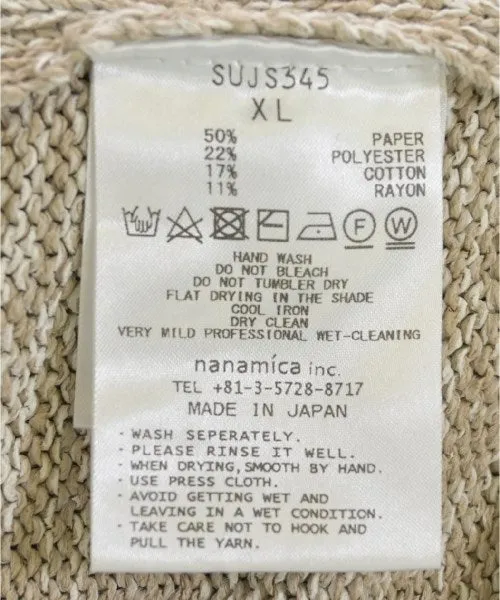 SUJS345
XL
50% PAPER
22% POLYESTER
17% COTTON
11% RAYON
F W
HAND WASH
DO NOT BLEACH
DO NOT TUMBLER DRY
FLAT DRYING IN THE SHADE
COOL IRON
DRY CLEAN
VERY MILD PROFESSIONAL WET-CLEANING
nanamica inc.
TEL +81-3-5728-8717
MADE IN JAPAN
· WASH SEPERATELY.
· PLEASE RINSE IT WELL.
· WHEN DRYING, SMOOTH BY HAND.
· USE PRESS CLOTH.
· AVOID GETTING WET AND
LEAVING IN A WET CONDITION.
· TAKE CARE NOT TO HOOK AND
PULL THE YARN.